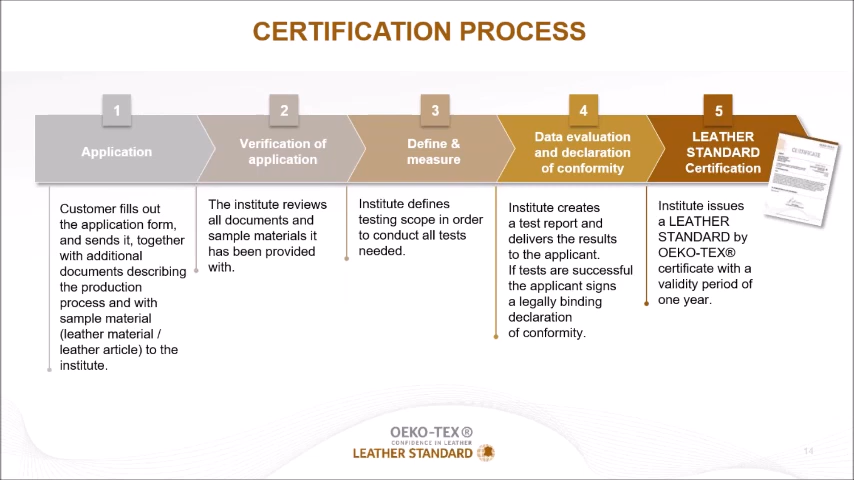 CERTIFICATION PROCESS
1
Application
Customer fills out
the application form,
and sends it, together
with additional
documents describing
the production
process and with
sample material
(leather material /
leather article) to the
institute.
2
Verification of
application
The institute reviews
all documents and
sample materials it
has been provided
with.
3
Define &
measure
Institute defines
testing scope in order
to conduct all tests
needed.
4
Data evaluation
and declaration
of conformity
Institute creates
a test report and
delivers the results
to the applicant.
If tests are successful
the applicant signs
a legally binding
declaration
of conformity.
5
LEATHER
STANDARD
Certification
Institute issues
a LEATHER
STANDARD by
OEKO-TEX®
certificate with a
validity period of
one year.
CERTIFICATE
OEKO-TEX®
CONFIDENCE IN LEATHER
LEATHER STANDARD
14